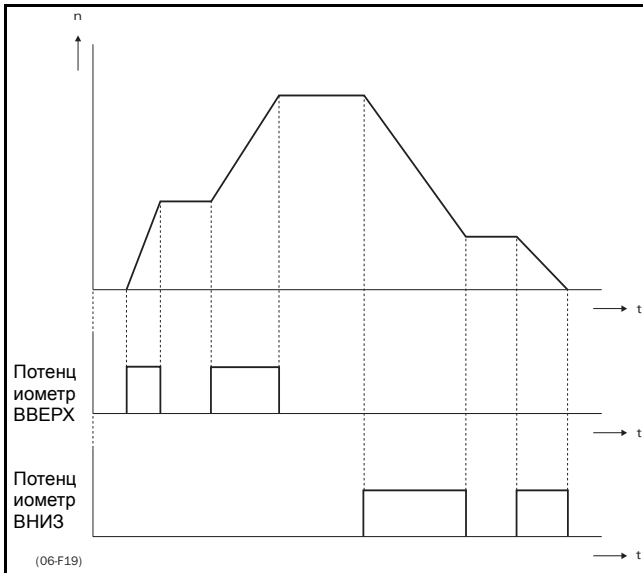 n
t
Потенц
иометр
ВВЕРХ
t
Потенц
иометр
ВНИЗ
t
(06-F19)